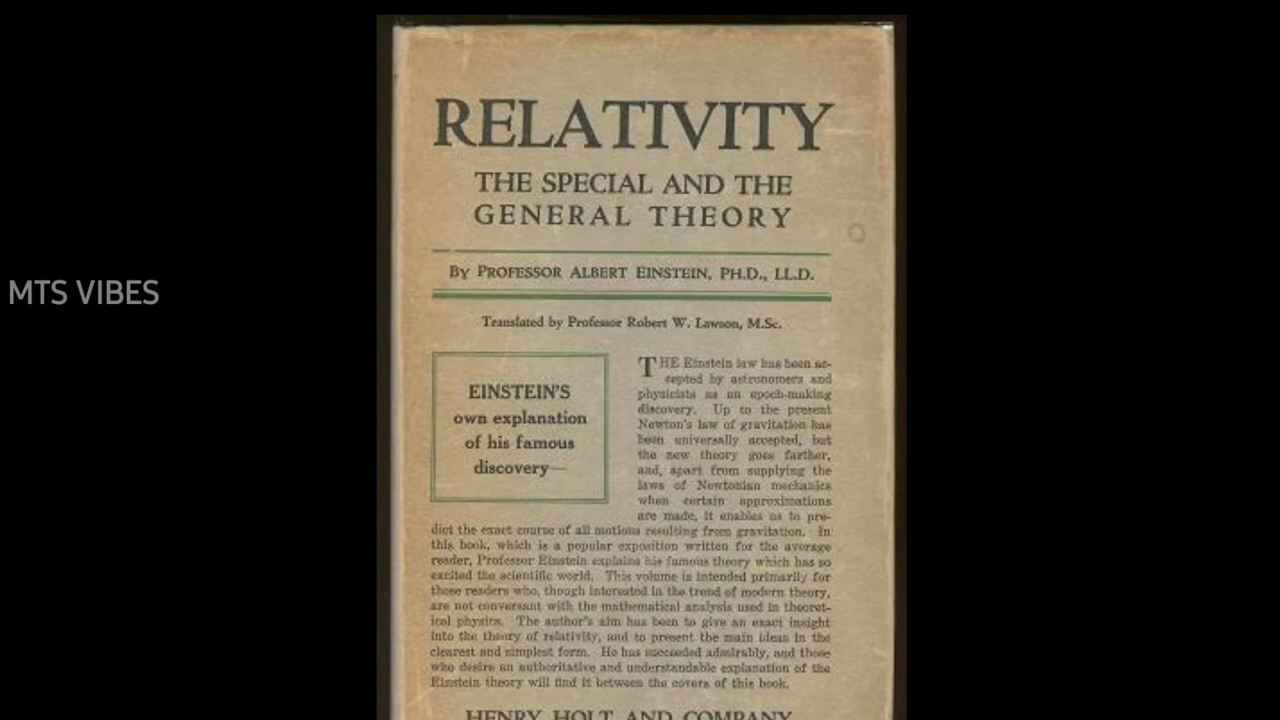 MTS VIBES
RELATIVITY
THE SPECIAL AND THE
GENERAL THEORY
By PROFESSOR ALBERT EINSTEIN, PH.D., LL.D.
Translated by Professor Robert W. Lawson, M.Sc.
EINSTEIN'S
own explanation
of his famous
discovery—
THE Einstein law has been ac-
cepted by astronomers and
physicists as an epoch-making
discovery. Up to the present
Newton's law of gravitation has
been universally accepted, but
the new theory goes farther,
and, apart from supplying the
laws of Newtonian mechanics
when certain approximations
are made, it enables us to pre-
dict the exact course of all motions resulting from gravitation. In
this book, which is a popular exposition written for the average
reader, Professor Einstein explains his famous theory which has so
excited the scientific world. This volume is intended primarily for
those readers who, though interested in the trend of modern theory,
are not conversant with the mathematical analysis used in theoret-
ical physics. The author's aim has been to give an exact insight
into the theory of relativity, and to present the main ideas in the
clearest and simplest form. He has succeeded admirably, and those
who desire an authoritative and understandable explanation of the
Einstein theory will find it between the covers of this book.
HENRY HOLT AND COMPANY